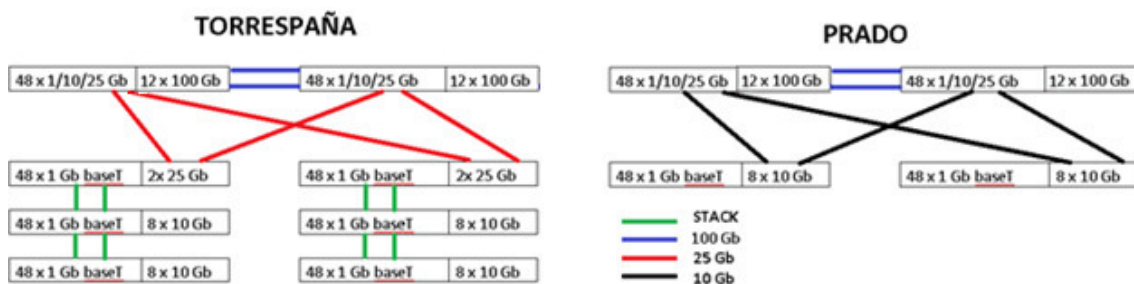 TORRESPAÑA
PRADO
48 x 1/10/25 Gb 12 x 100 Gb 48 x 1/10/25 Gb 12 x 100 Gb
48 x 1/10/25 Gb 12 x 100 Gb 48 x 1/10/25 Gb 12 x 100 Gb
48 x 1 Gb baseT 2x 25 Gb 48 x 1 Gb baseT 2x 25 Gb
48 x 1 Gb baseT 8 x 10 Gb 48 x 1 Gb baseT 8 x 10 Gb
48 x 1 Gb baseT 8 x 10 Gb 48 x 1 Gb baseT 8 x 10 Gb
48 x 1 Gb baseT 8 x 10 Gb 48 x 1 Gb baseT 8 x 10 Gb
STACK
100 Gb
25 Gb
10 Gb